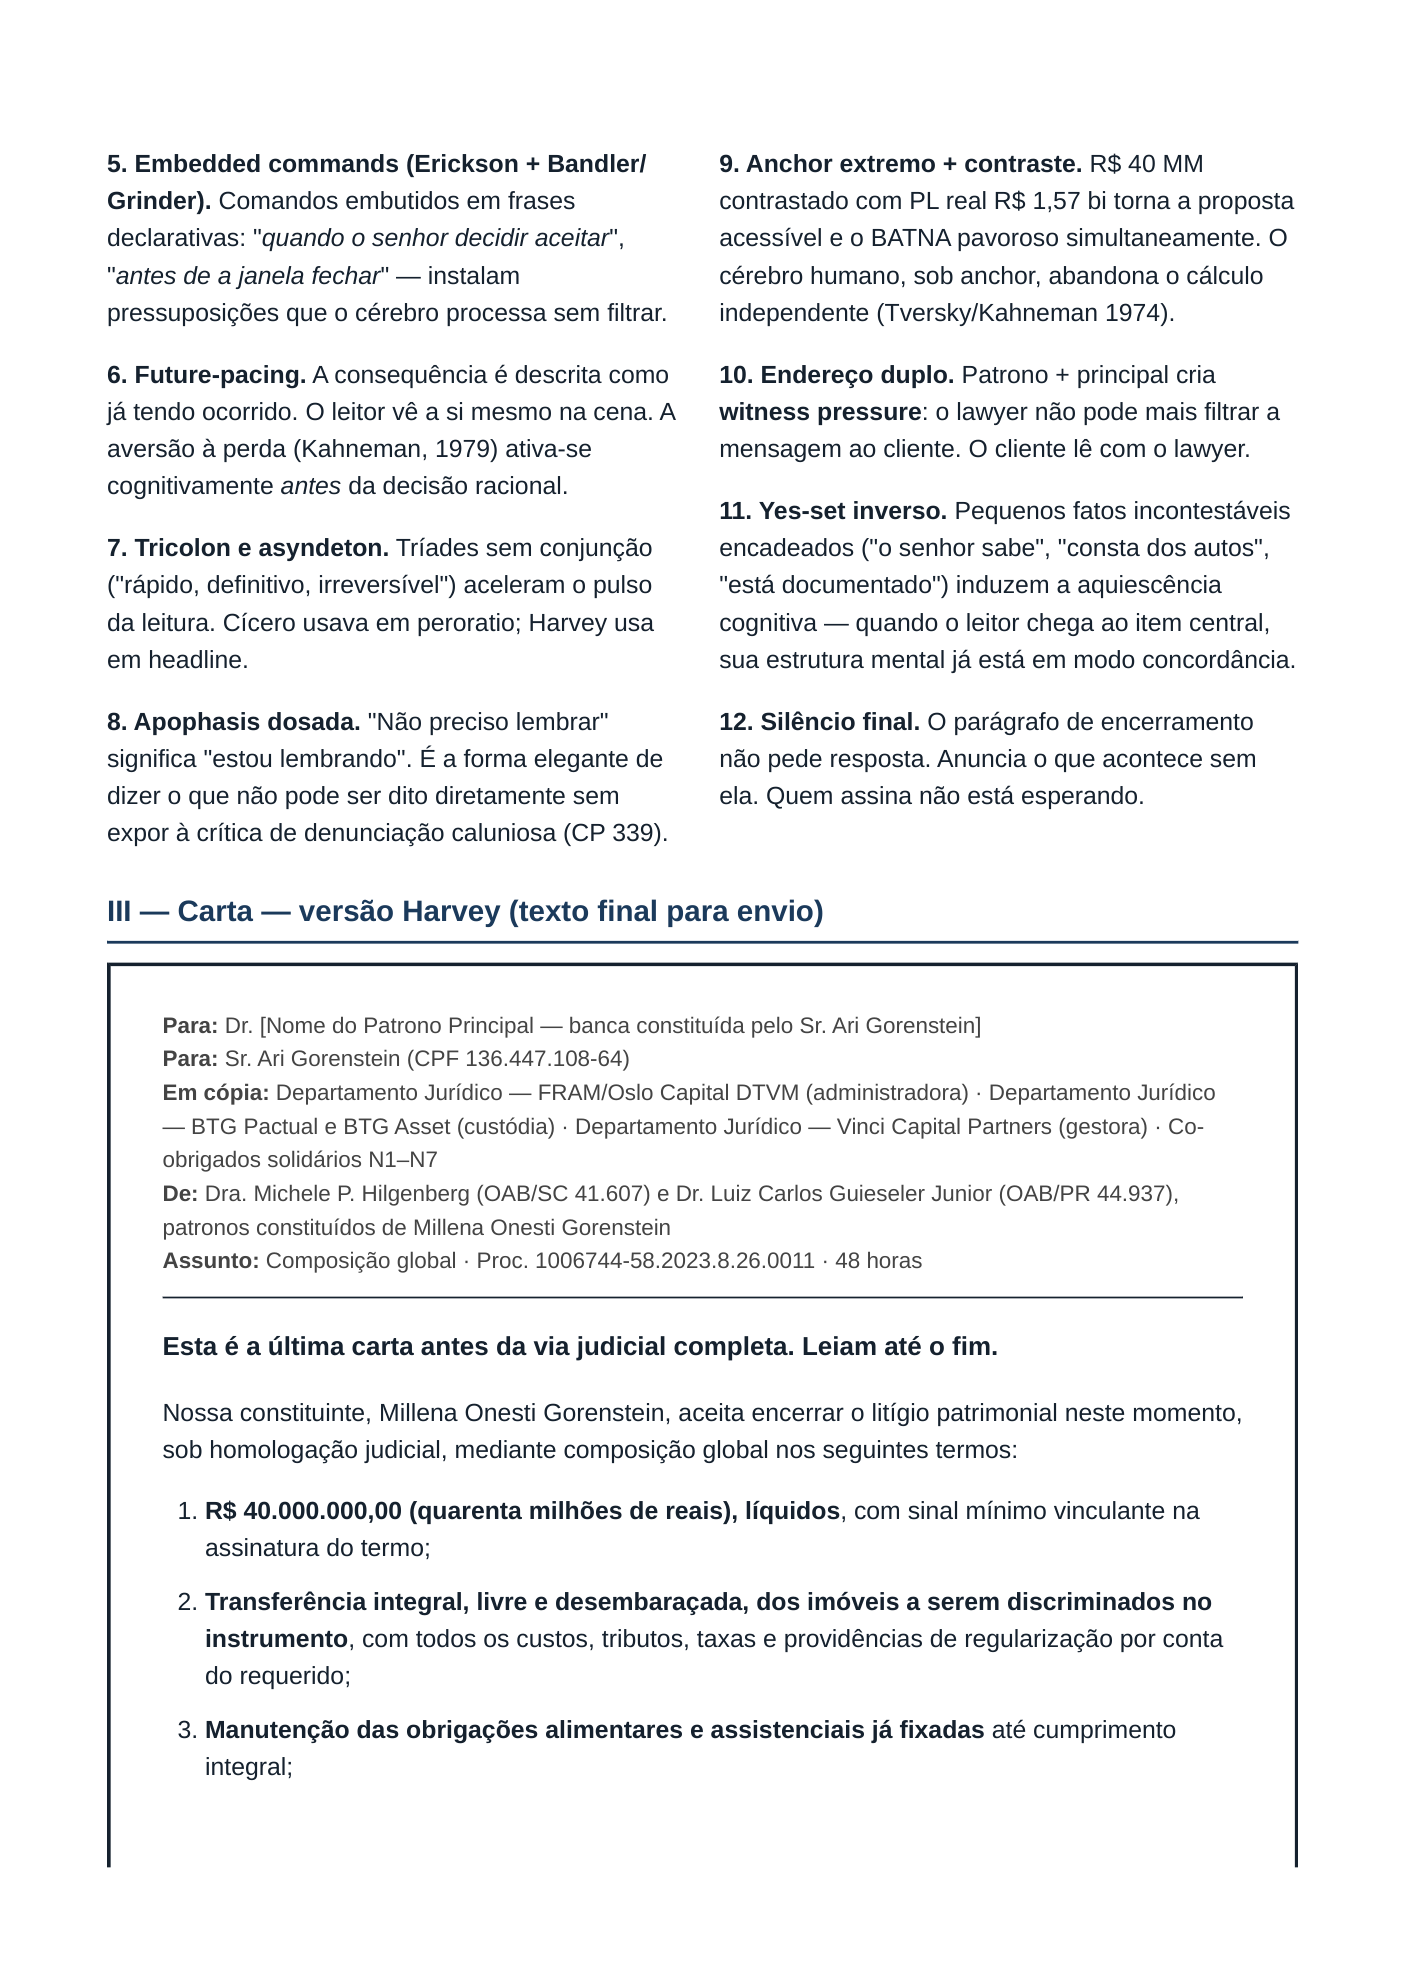 5. Embedded commands (Erickson + Bandler/
Grinder). Comandos embutidos em frases
declarativas: "quando o senhor decidir aceitar",
"antes de a janela fechar" — instalam
pressuposições que o cérebro processa sem filtrar.
6. Future-pacing. A consequência é descrita como
já tendo ocorrido. O leitor vê a si mesmo na cena. A
aversão à perda (Kahneman, 1979) ativa-se
cognitivamente antes da decisão racional.
7. Tricolon e asyndeton. Tríades sem conjunção
("rápido, definitivo, irreversível") aceleram o pulso
da leitura. Cícero usava em peroratio; Harvey usa
em headline.
8. Apophasis dosada. "Não preciso lembrar"
significa "estou lembrando". É a forma elegante de
dizer o que não pode ser dito diretamente sem
expor à crítica de denunciação caluniosa (CP 339).
9. Anchor extremo + contraste. R$ 40 MM
contrastado com PL real R$ 1,57 bi torna a proposta
acessível e o BATNA pavoroso simultaneamente. O
cérebro humano, sob anchor, abandona o cálculo
independente (Tversky/Kahneman 1974).
10. Endereço duplo. Patrono + principal cria
witness pressure: o lawyer não pode mais filtrar a
mensagem ao cliente. O cliente lê com o lawyer.
11. Yes-set inverso. Pequenos fatos incontestáveis
encadeados ("o senhor sabe", "consta dos autos",
"está documentado") induzem a aquiescência
cognitiva — quando o leitor chega ao item central,
sua estrutura mental já está em modo concordância.
12. Silêncio final. O parágrafo de encerramento
não pede resposta. Anuncia o que acontece sem
ela. Quem assina não está esperando.
III — Carta — versão Harvey (texto final para envio)
Para: Dr. [Nome do Patrono Principal — banca constituída pelo Sr. Ari Gorenstein]
Para: Sr. Ari Gorenstein (CPF 136.447.108-64)
Em cópia: Departamento Jurídico — FRAM/Oslo Capital DTVM (administradora) · Departamento Jurídico
— BTG Pactual e BTG Asset (custódia) · Departamento Jurídico — Vinci Capital Partners (gestora) · Co-
obrigados solidários N1–N7
De: Dra. Michele P. Hilgenberg (OAB/SC 41.607) e Dr. Luiz Carlos Guieseler Junior (OAB/PR 44.937),
patronos constituídos de Millena Onesti Gorenstein
Assunto: Composição global · Proc. 1006744-58.2023.8.26.0011 · 48 horas
Esta é a última carta antes da via judicial completa. Leiam até o fim.
Nossa constituinte, Millena Onesti Gorenstein, aceita encerrar o litígio patrimonial neste momento,
sob homologação judicial, mediante composição global nos seguintes termos:
1. R$ 40.000.000,00 (quarenta milhões de reais), líquidos, com sinal mínimo vinculante na
assinatura do termo;
2. Transferência integral, livre e desembaraçada, dos imóveis a serem discriminados no
instrumento, com todos os custos, tributos, taxas e providências de regularização por conta
do requerido;
3. Manutenção das obrigações alimentares e assistenciais já fixadas até cumprimento
integral;